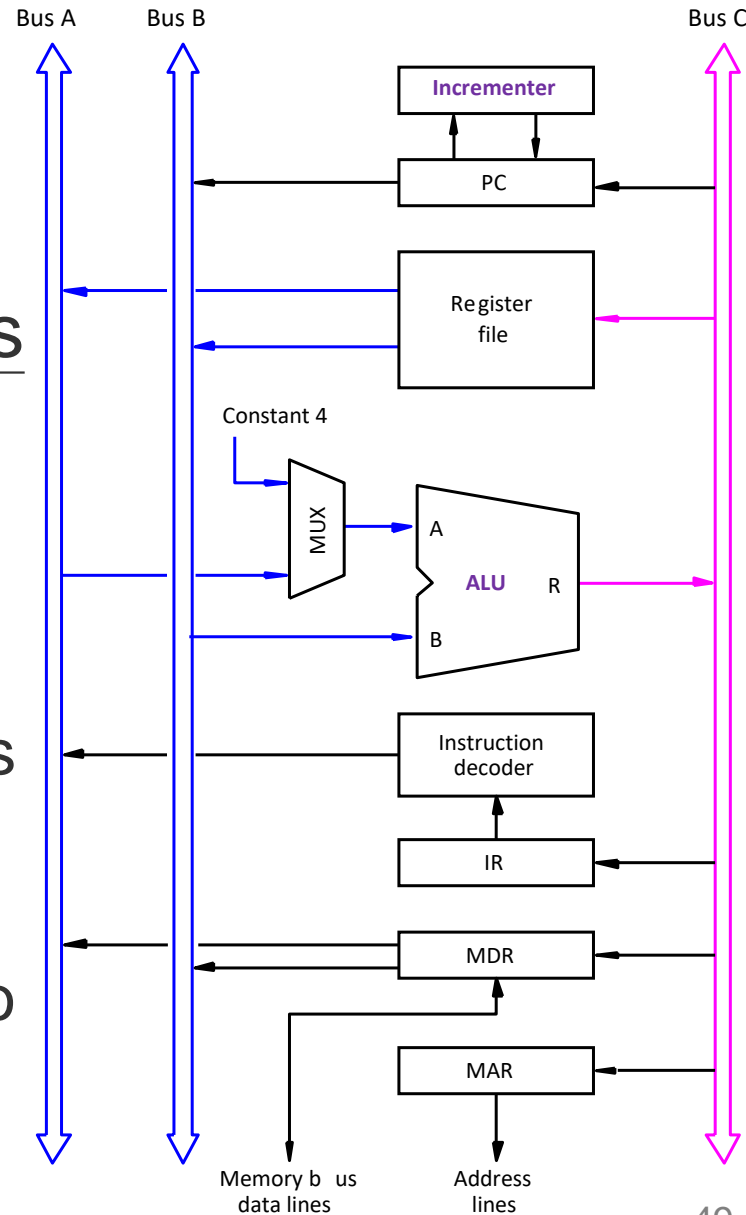 Bus A
Bus B
Bus C
Incrementer
PC
Register
file
Constant 4
MUX
A
ALU
R
B
Instruction
decoder
IR
MDR
MAR
Memory b us
data lines
Address
lines
s
s